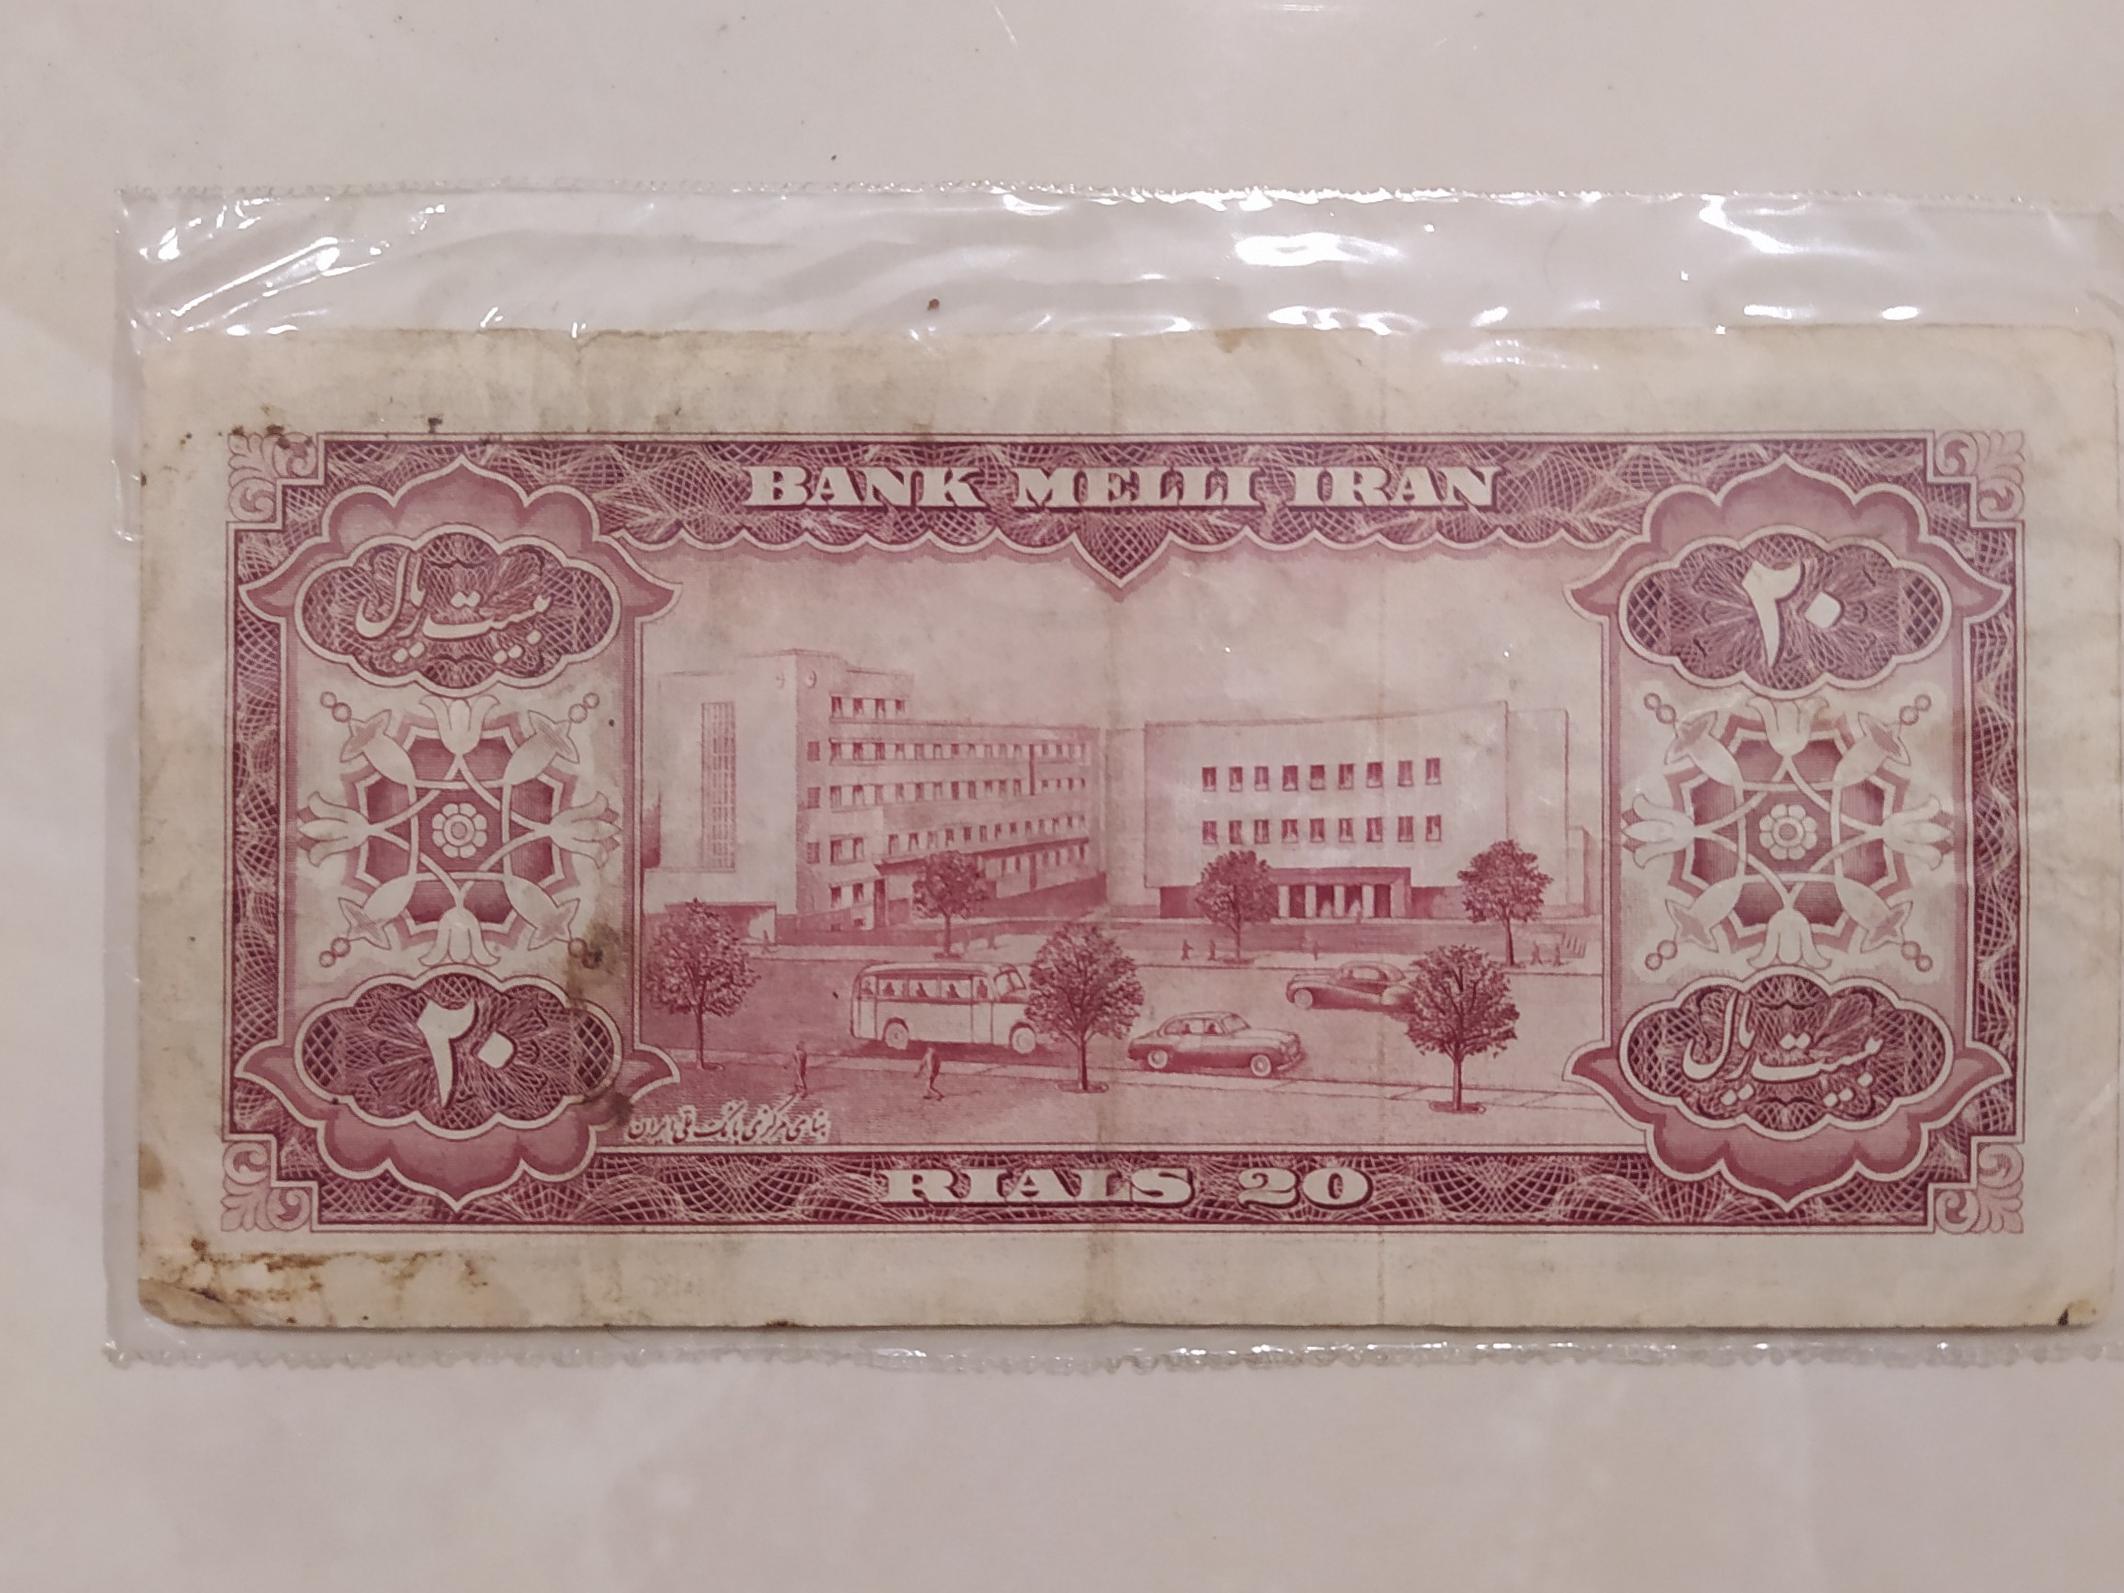 BANK MELLI IRAN
بیست ریال
۲۰
۲۰
بیست ریال
بنای مرکزی بانک ملی ایران
RIALS 20